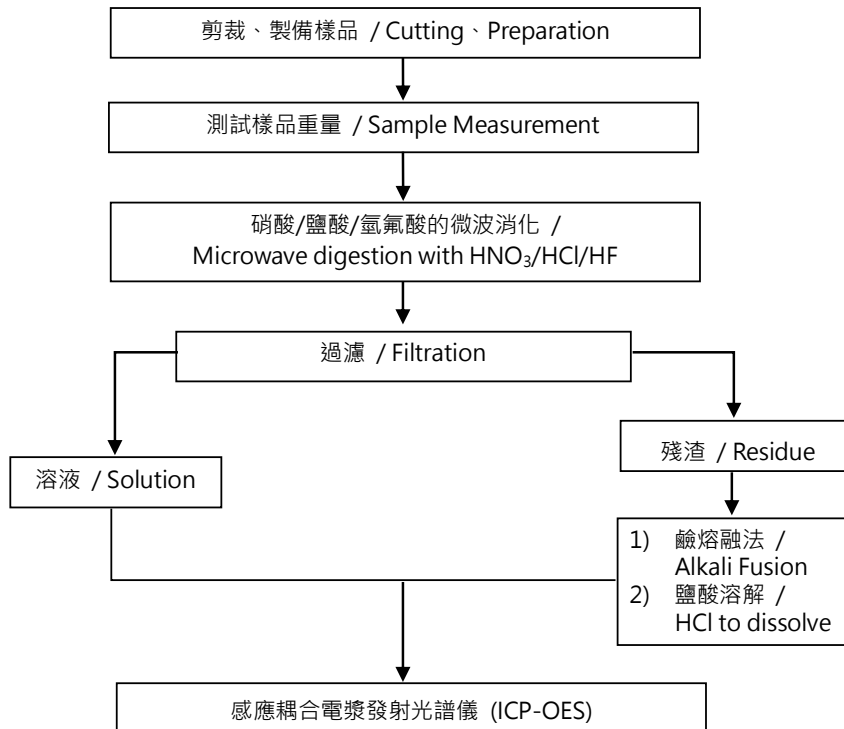 剪裁、製備樣品 / Cutting、Preparation
測試樣品重量 / Sample Measurement
硝酸/鹽酸/氫氟酸的微波消化 /
Microwave digestion with HNO₃/HCl/HF
過濾 / Filtration
溶液 / Solution
殘渣 / Residue
1) 鹼熔融法 /
Alkali Fusion
2) 鹽酸溶解 /
HCl to dissolve
感應耦合電漿發射光譜儀 (ICP-OES)